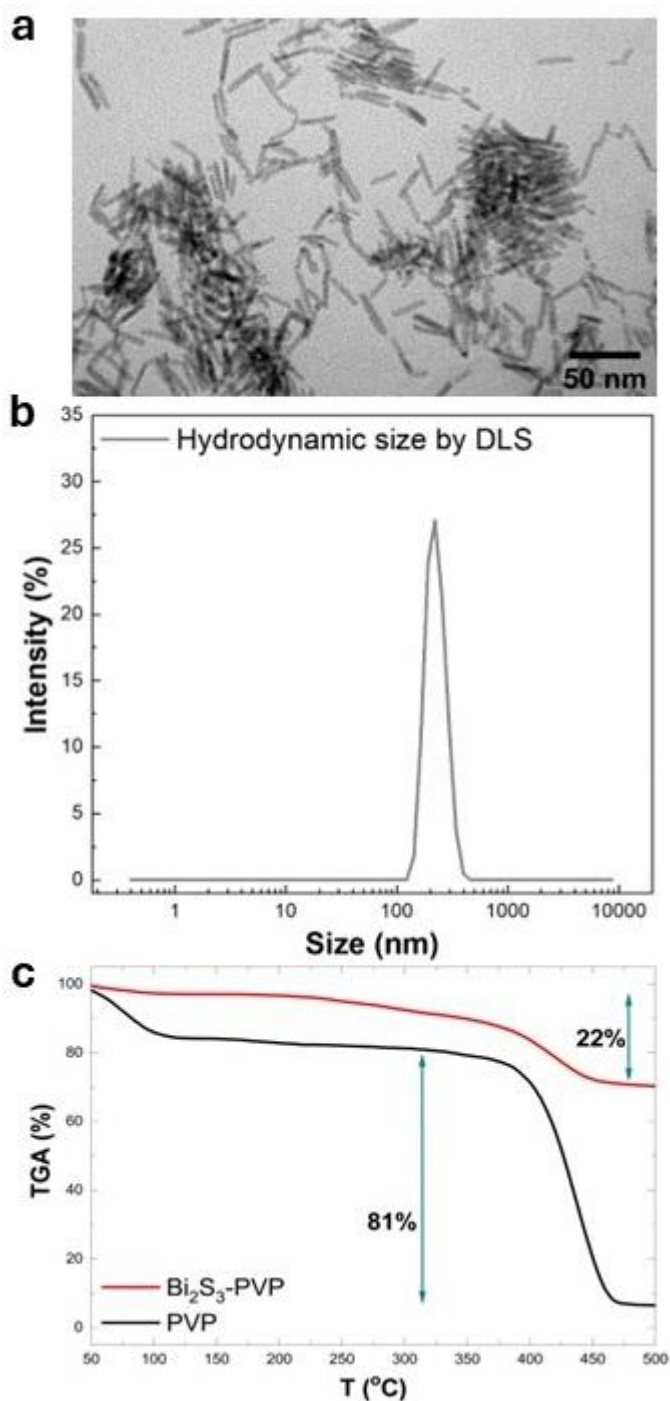 a
50 nm
b
35
Hydrodynamic size by DLS
30
25
20
15
10
5
0
Intensity (%)
1 10 100 1000 10000
Size (nm)
c
100
80
60
40
20
0
TGA (%)
22%
81%
Bi₂S₃-PVP
PVP
50 100 150 200 250 300 350 400 450 500
T (°C)